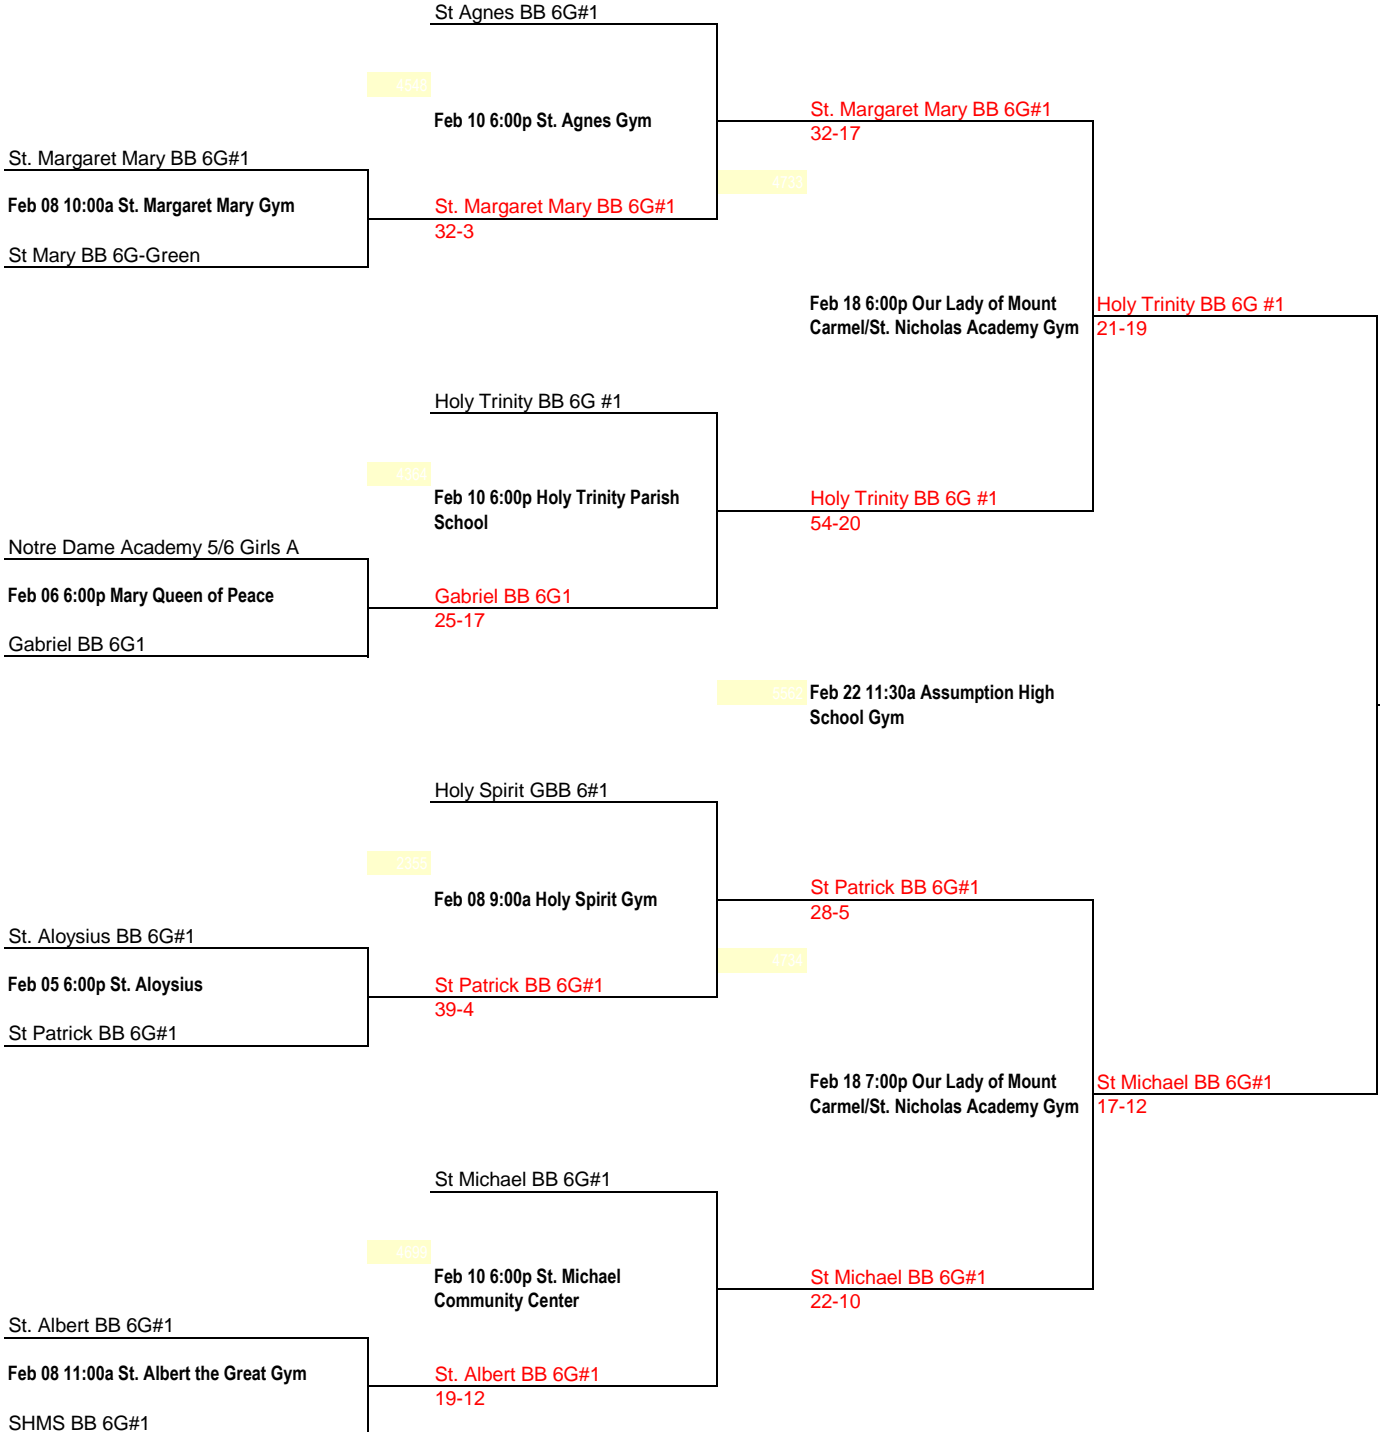 St Agnes BB 6G#1
Feb 10 6:00p St. Agnes Gym
St. Margaret Mary BB 6G#1
32-17
St. Margaret Mary BB 6G#1
Feb 08 10:00a St. Margaret Mary Gym
St. Margaret Mary BB 6G#1
32-3
St Mary BB 6G-Green
Feb 18 6:00p Our Lady of Mount
Carmel/St. Nicholas Academy Gym
Holy Trinity BB 6G #1
21-19
Holy Trinity BB 6G #1
Feb 10 6:00p Holy Trinity Parish
School
Holy Trinity BB 6G #1
54-20
Notre Dame Academy 5/6 Girls A
Feb 06 6:00p Mary Queen of Peace
Gabriel BB 6G1
25-17
Gabriel BB 6G1
Feb 22 11:30a Assumption High
School Gym
Holy Spirit GBB 6#1
Feb 08 9:00a Holy Spirit Gym
St Patrick BB 6G#1
28-5
St. Aloysius BB 6G#1
Feb 05 6:00p St. Aloysius
St Patrick BB 6G#1
39-4
St Patrick BB 6G#1
Feb 18 7:00p Our Lady of Mount
Carmel/St. Nicholas Academy Gym
St Michael BB 6G#1
17-12
St Michael BB 6G#1
Feb 10 6:00p St. Michael
Community Center
St Michael BB 6G#1
22-10
St. Albert BB 6G#1
Feb 08 11:00a St. Albert the Great Gym
St. Albert BB 6G#1
19-12
SHMS BB 6G#1